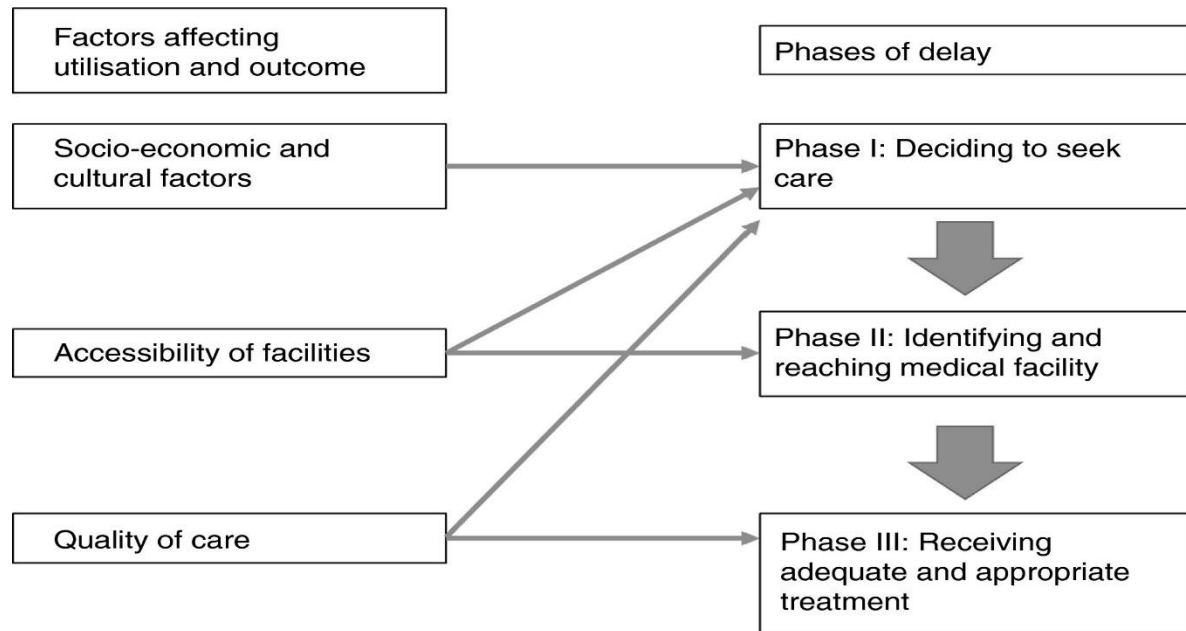 Factors affecting
utilisation and outcome
Phases of delay
Socio-economic and
cultural factors
Phase I: Deciding to seek
care
Accessibility of facilities
Phase II: Identifying and
reaching medical facility
Quality of care
Phase III: Receiving
adequate and appropriate
treatment